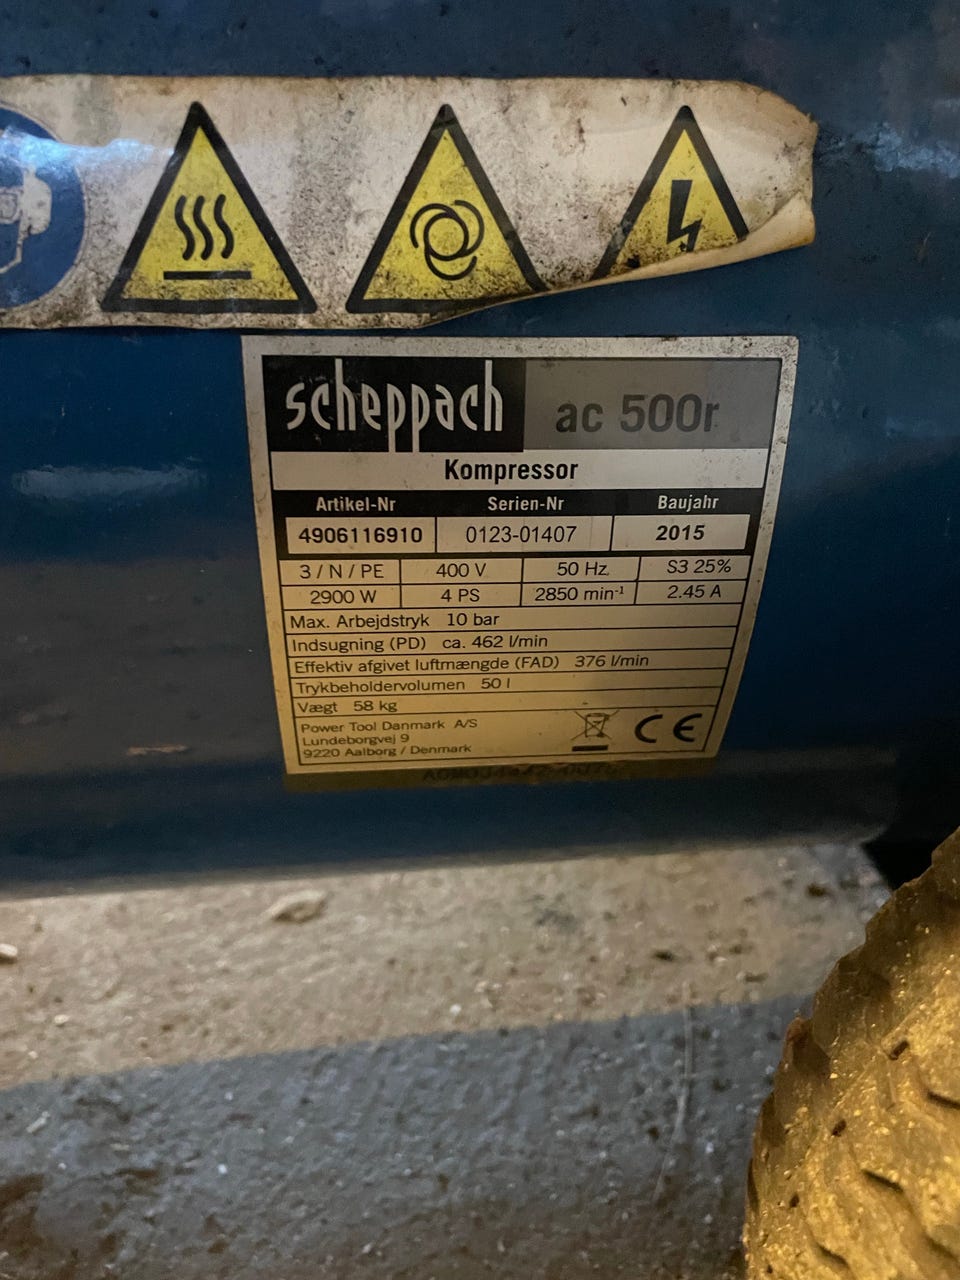 scheppach ac 500r
Kompressor
Artikel-Nr Serien-Nr Baujahr
4906116910 0123-01407 2015
3 / N / PE 400 V 50 Hz S3 25%
2900 W 4 PS 2850 min⁻¹ 2.45 A
Max. Arbejdstryk 10 bar
Indsugning (PD) ca. 462 l/min
Effektiv afgivet luftmængde (FAD) 376 l/min
Trykbeholdervolumen 50 l
Vægt 58 kg
Power Tool Danmark A/S
Lundeborgvej 9
9220 Aalborg / Denmark
CE